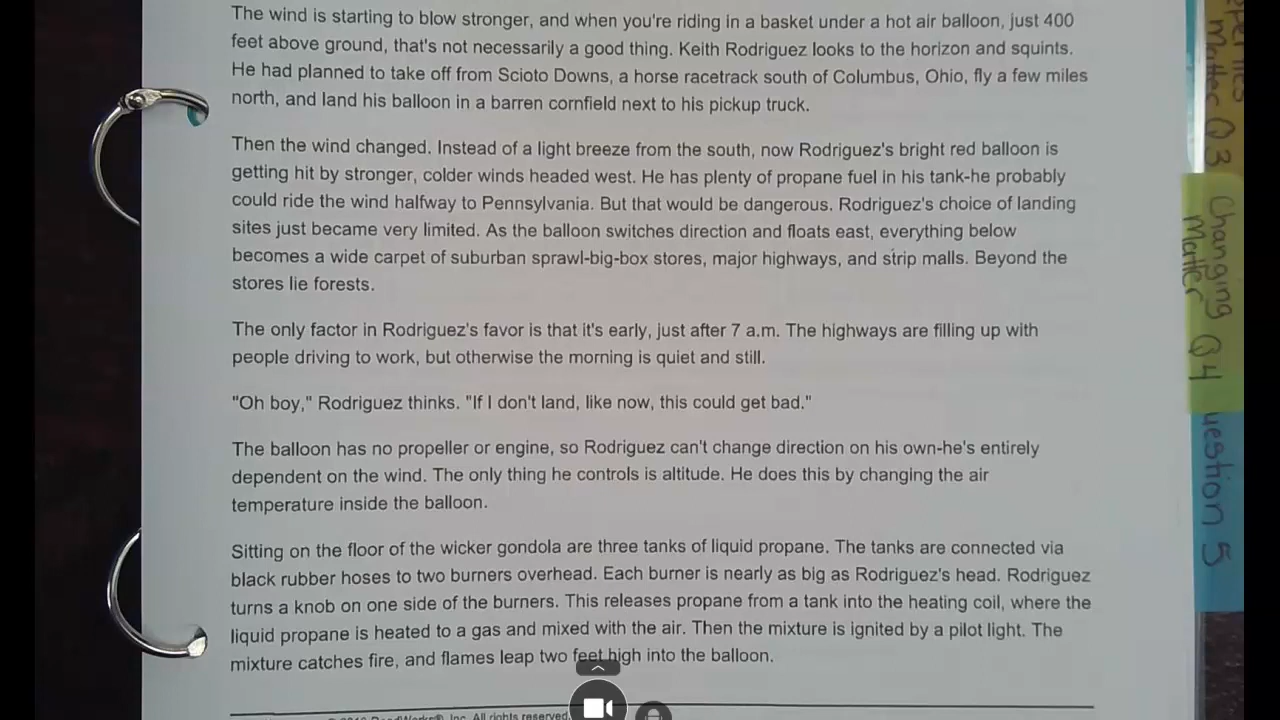 The wind is starting to blow stronger, and when you're riding in a basket under a hot air balloon, just 400
feet above ground, that's not necessarily a good thing. Keith Rodriguez looks to the horizon and squints.
He had planned to take off from Scioto Downs, a horse racetrack south of Columbus, Ohio, fly a few miles
north, and land his balloon in a barren cornfield next to his pickup truck.
Then the wind changed. Instead of a light breeze from the south, now Rodriguez's bright red balloon is
getting hit by stronger, colder winds headed west. He has plenty of propane fuel in his tank-he probably
could ride the wind halfway to Pennsylvania. But that would be dangerous. Rodriguez's choice of landing
sites just became very limited. As the balloon switches direction and floats east, everything below
becomes a wide carpet of suburban sprawl-big-box stores, major highways, and strip malls. Beyond the
stores lie forests.
The only factor in Rodriguez's favor is that it's early, just after 7 a.m. The highways are filling up with
people driving to work, but otherwise the morning is quiet and still.
"Oh boy," Rodriguez thinks. "If I don't land, like now, this could get bad."
The balloon has no propeller or engine, so Rodriguez can't change direction on his own-he's entirely
dependent on the wind. The only thing he controls is altitude. He does this by changing the air
temperature inside the balloon.
Sitting on the floor of the wicker gondola are three tanks of liquid propane. The tanks are connected via
black rubber hoses to two burners overhead. Each burner is nearly as big as Rodriguez's head. Rodriguez
turns a knob on one side of the burners. This releases propane from a tank into the heating coil, where the
liquid propane is heated to a gas and mixed with the air. Then the mixture is ignited by a pilot light. The
mixture catches fire, and flames leap two feet high into the balloon.
ReadWorks®, Inc. All rights reserved.
Matter Q3
Changing
Matter Q4
uestion 5